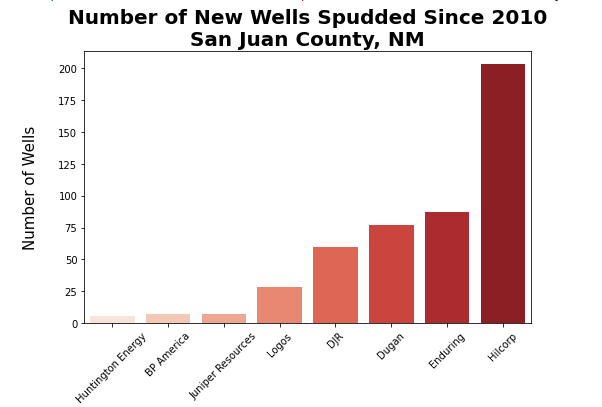 Number of New Wells Spudded Since 2010
San Juan County, NM
Number of Wells
200
175
150
125
100
75
50
25
0
Huntington Energy
BP America
Juniper Resources
Logos
DJR
Dugan
Enduring
Hilcorp